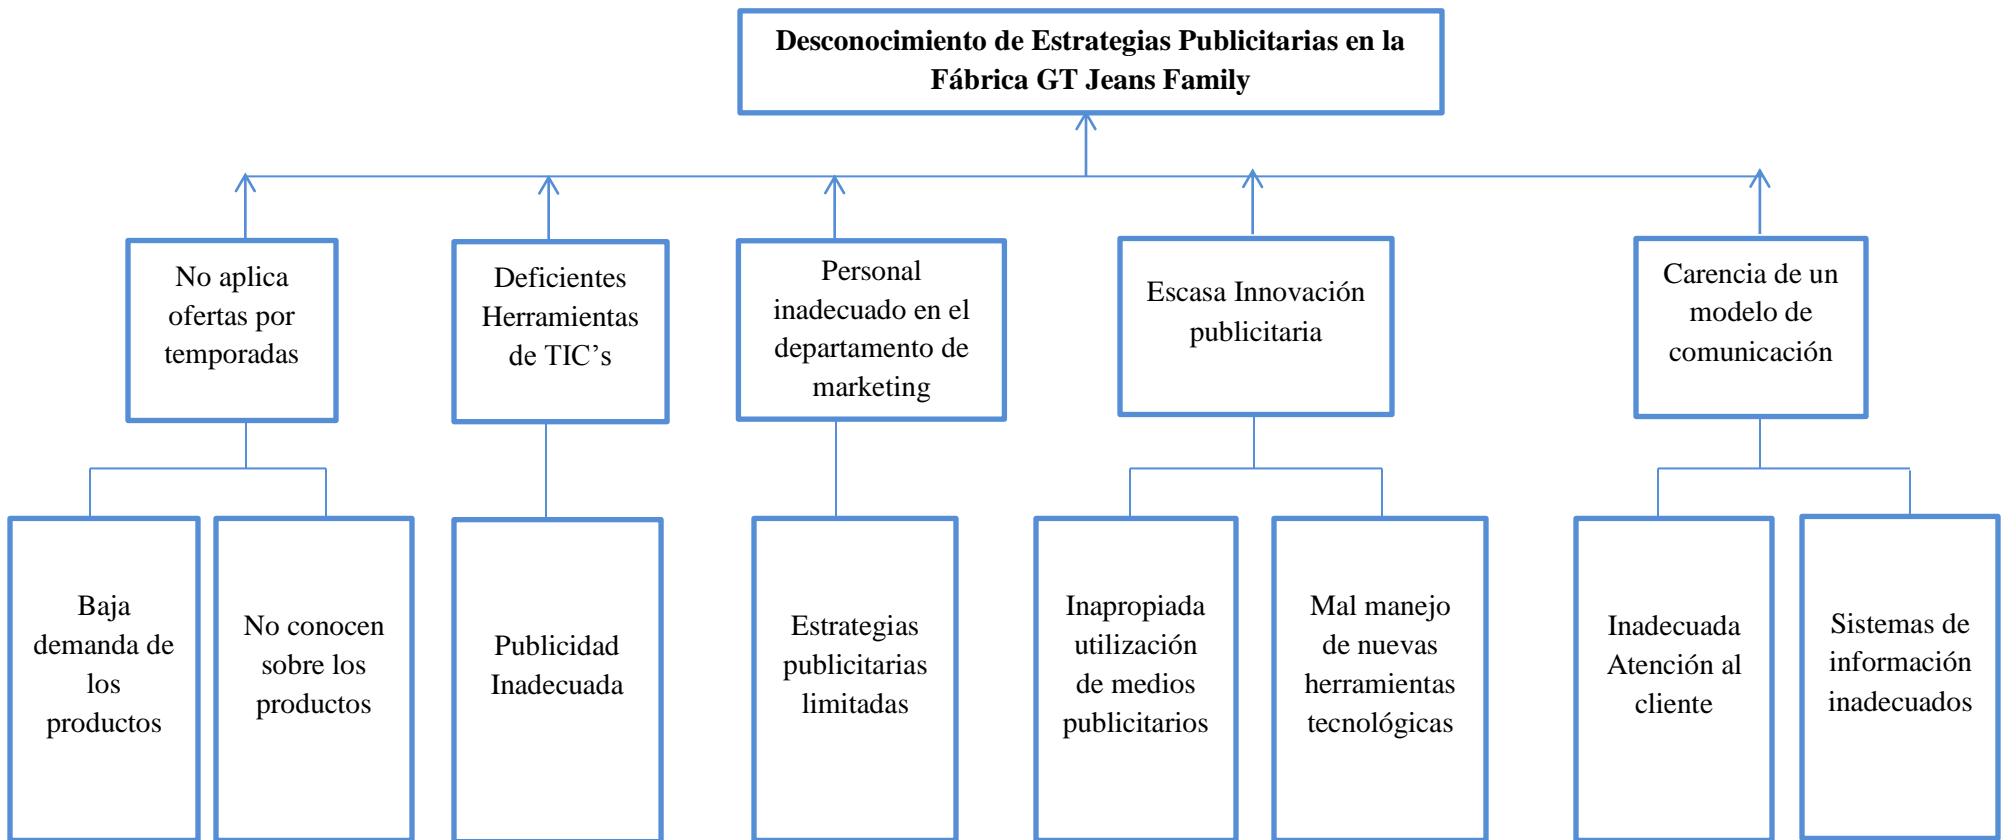 Desconocimiento de Estrategias Publicitarias en la
Fábrica GT Jeans Family
No aplica
ofertas por
temporadas
Deficientes
Herramientas
de TIC’s
Personal
inadecuado en el
departamento de
marketing
Escasa Innovación
publicitaria
Carencia de un
modelo de
comunicación
Baja
demanda de
los
productos
No conocen
sobre los
productos
Publicidad
Inadecuada
Estrategias
publicitarias
limitadas
Inapropiada
utilización
de medios
publicitarios
Mal manejo
de nuevas
herramientas
tecnológicas
Inadecuada
Atención al
cliente
Sistemas de
información
inadecuados